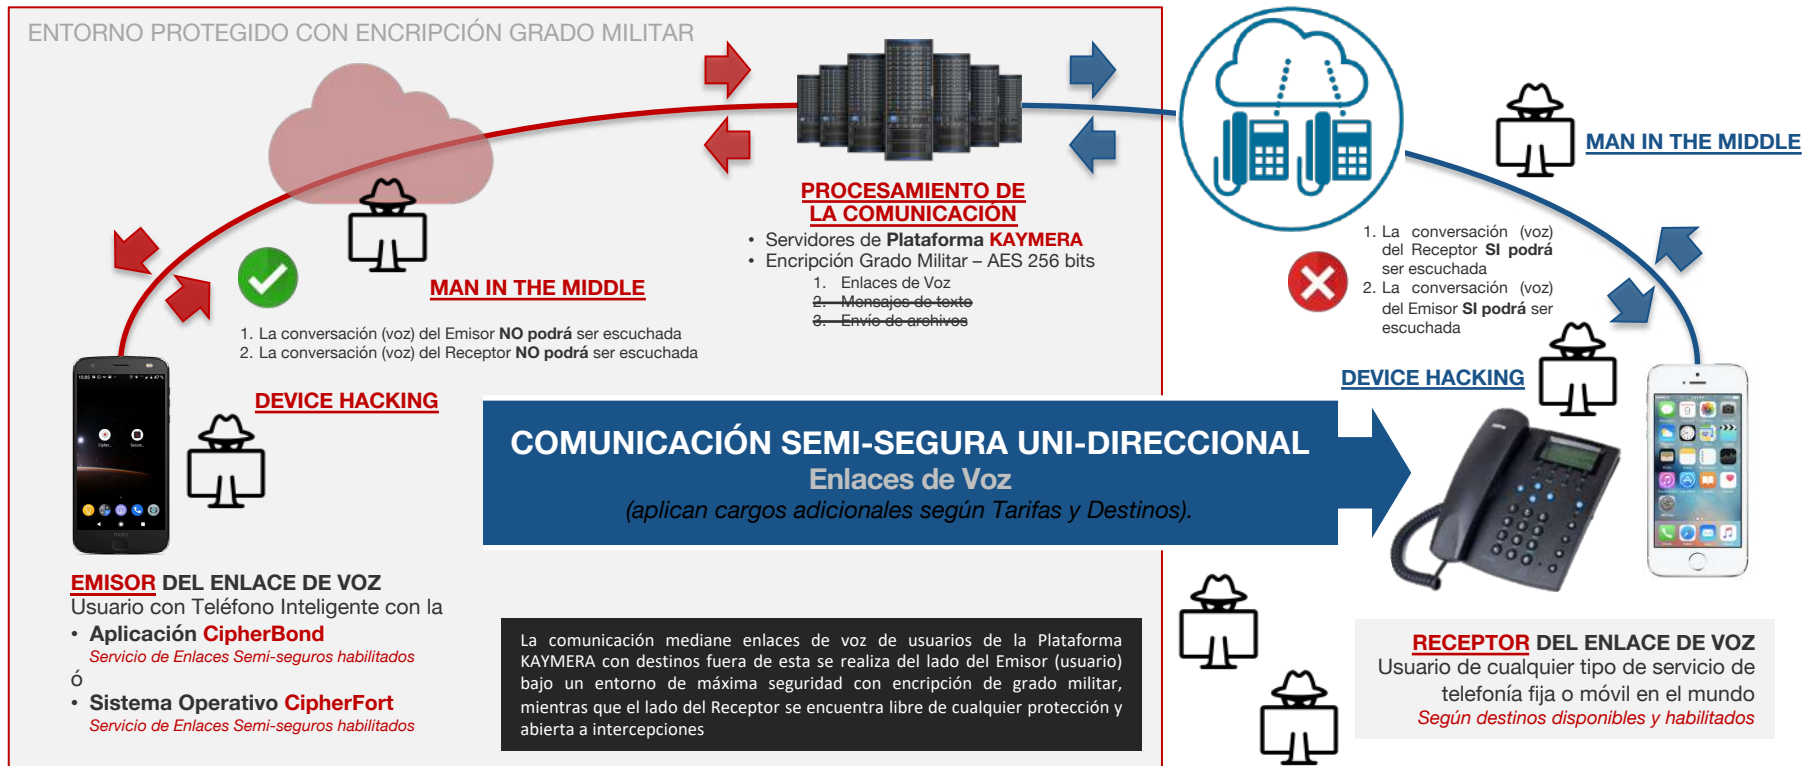 ENTORNO PROTEGIDO CON ENCRIPCIÓN GRADO MILITAR
MAN IN THE MIDDLE
PROCESAMIENTO DE
LA COMUNICACIÓN
• Servidores de Plataforma KAYMERA
• Encripción Grado Militar – AES 256 bits
1. Enlaces de Voz
2. Mensajes de texto
3. Envío de archivos
MAN IN THE MIDDLE
1. La conversación (voz) del Emisor NO podrá ser escuchada
2. La conversación (voz) del Receptor NO podrá ser escuchada
1. La conversación (voz)
del Receptor SI podrá
ser escuchada
2. La conversación (voz)
del Emisor SI podrá ser
escuchada
DEVICE HACKING
DEVICE HACKING
COMUNICACIÓN SEMI-SEGURA UNI-DIRECCIONAL
Enlaces de Voz
(aplican cargos adicionales según Tarifas y Destinos).
EMISOR DEL ENLACE DE VOZ
Usuario con Teléfono Inteligente con la
• Aplicación CipherBond
Servicio de Enlaces Semi-seguros habilitados
ó
• Sistema Operativo CipherFort
Servicio de Enlaces Semi-seguros habilitados
La comunicación mediane enlaces de voz de usuarios de la Plataforma
KAYMERA con destinos fuera de esta se realiza del lado del Emisor (usuario)
bajo un entorno de máxima seguridad con encripción de grado militar,
mientras que el lado del Receptor se encuentra libre de cualquier protección y
abierta a intercepciones
RECEPTOR DEL ENLACE DE VOZ
Usuario de cualquier tipo de servicio de
telefonía fija o móvil en el mundo
Según destinos disponibles y habilitados